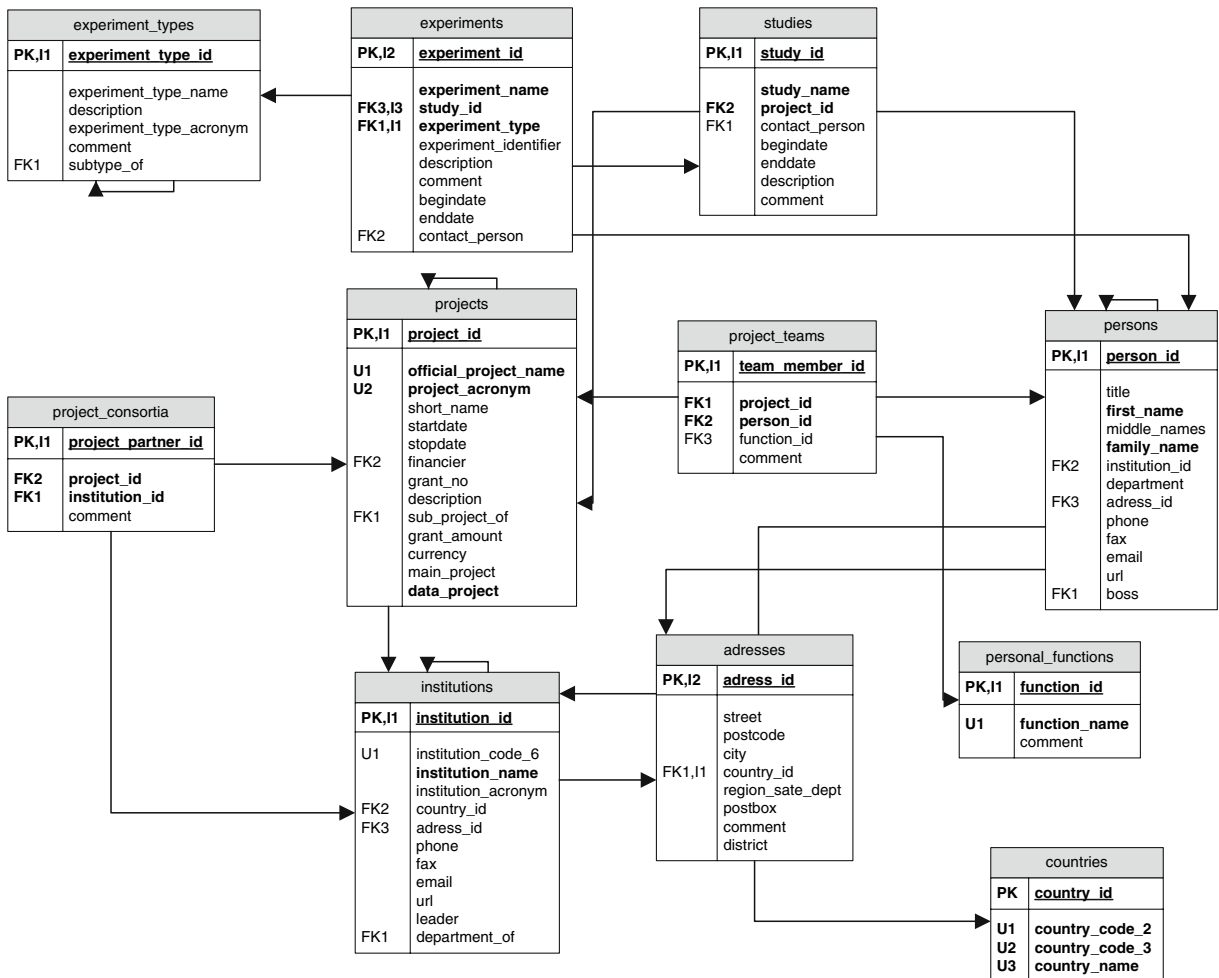 experiment_types
PK,I1 experiment_type_id
experiment_type_name
description
experiment_type_acronym
comment
FK1 subtype_of
experiments
PK,I2 experiment_id
experiment_name
FK3,I3 study_id
FK1,I1 experiment_type
experiment_identifier
description
comment
begindate
enddate
FK2 contact_person
studies
PK,I1 study_id
study_name
FK2 project_id
FK1 contact_person
begindate
enddate
description
comment
projects
PK,I1 project_id
U1 official_project_name
U2 project_acronym
short_name
startdate
stopdate
FK2 financier
grant_no
description
FK1 sub_project_of
grant_amount
currency
main_project
data_project
project_teams
PK,I1 team_member_id
FK1 project_id
FK2 person_id
FK3 function_id
comment
persons
PK,I1 person_id
title
first_name
middle_names
family_name
FK2 institution_id
department
FK3 adress_id
phone
fax
email
url
FK1 boss
project_consortia
PK,I1 project_partner_id
FK2 project_id
FK1 institution_id
comment
institutions
PK,I1 institution_id
U1 institution_code_6
institution_name
institution_acronym
FK2 country_id
FK3 adress_id
phone
fax
email
url
leader
FK1 department_of
adresses
PK,I2 adress_id
street
postcode
city
FK1,I1 country_id
region_sate_dept
postbox
comment
district
personal_functions
PK,I1 function_id
U1 function_name
comment
countries
PK country_id
U1 country_code_2
U2 country_code_3
U3 country_name